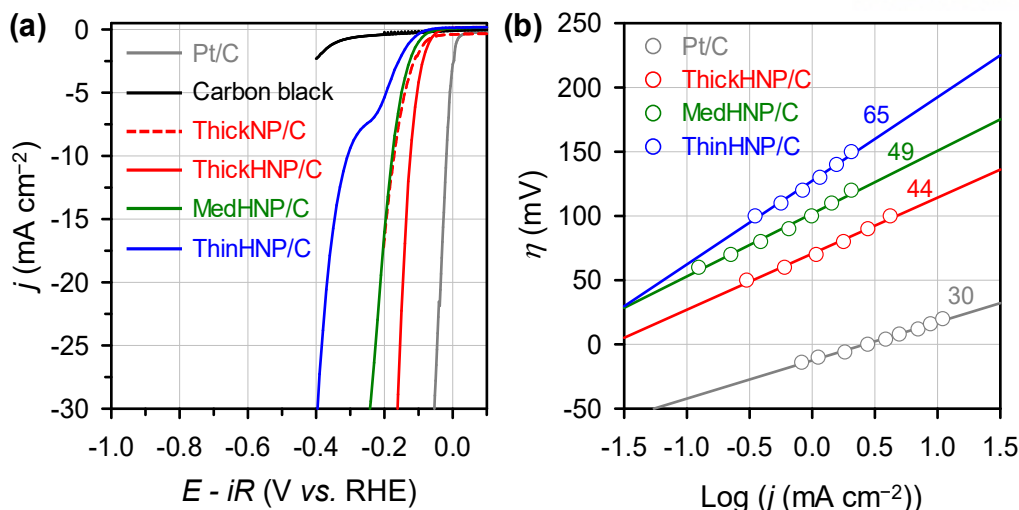 (a)
0
-5
-10
-15
-20
-25
-30
j (mA cm⁻²)
Pt/C
Carbon black
ThickNP/C
ThickHNP/C
MedHNP/C
ThinHNP/C
-1.0 -0.8 -0.6 -0.4 -0.2 0.0
E - iR (V vs. RHE)
(b)
250
200
150
100
50
0
-50
η (mV)
Pt/C
ThickHNP/C
MedHNP/C
ThinHNP/C
65
49
44
30
-1.5 -1.0 -0.5 0.0 0.5 1.0 1.5
Log (j (mA cm⁻²))